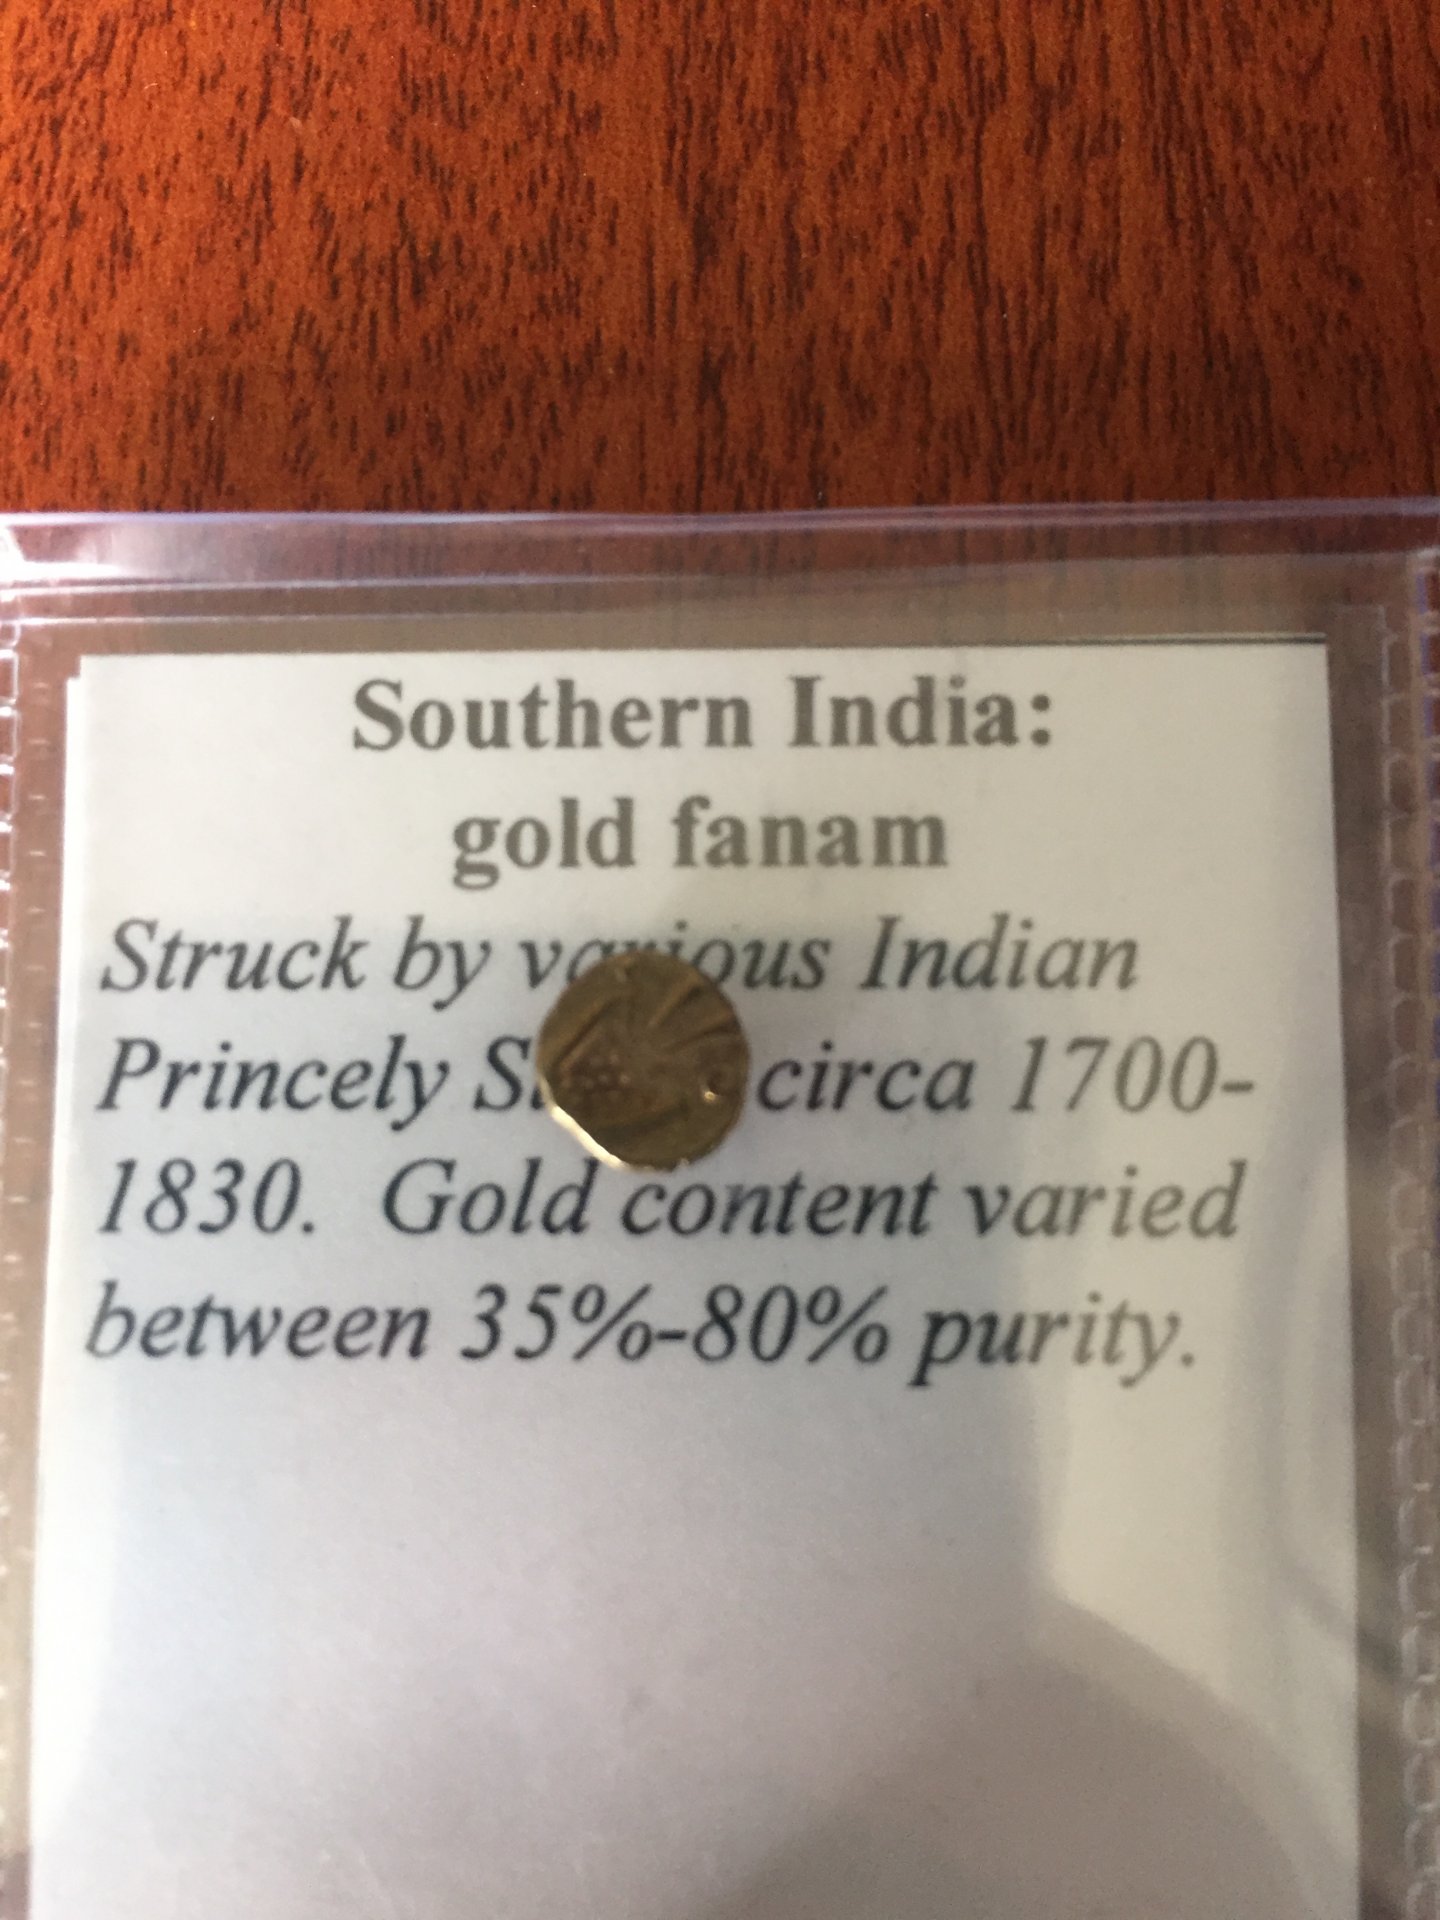 Southern India:
gold fanam
Struck by various Indian
Princely circa 1700-
1830. Gold content varied
between 35%-80% purity.